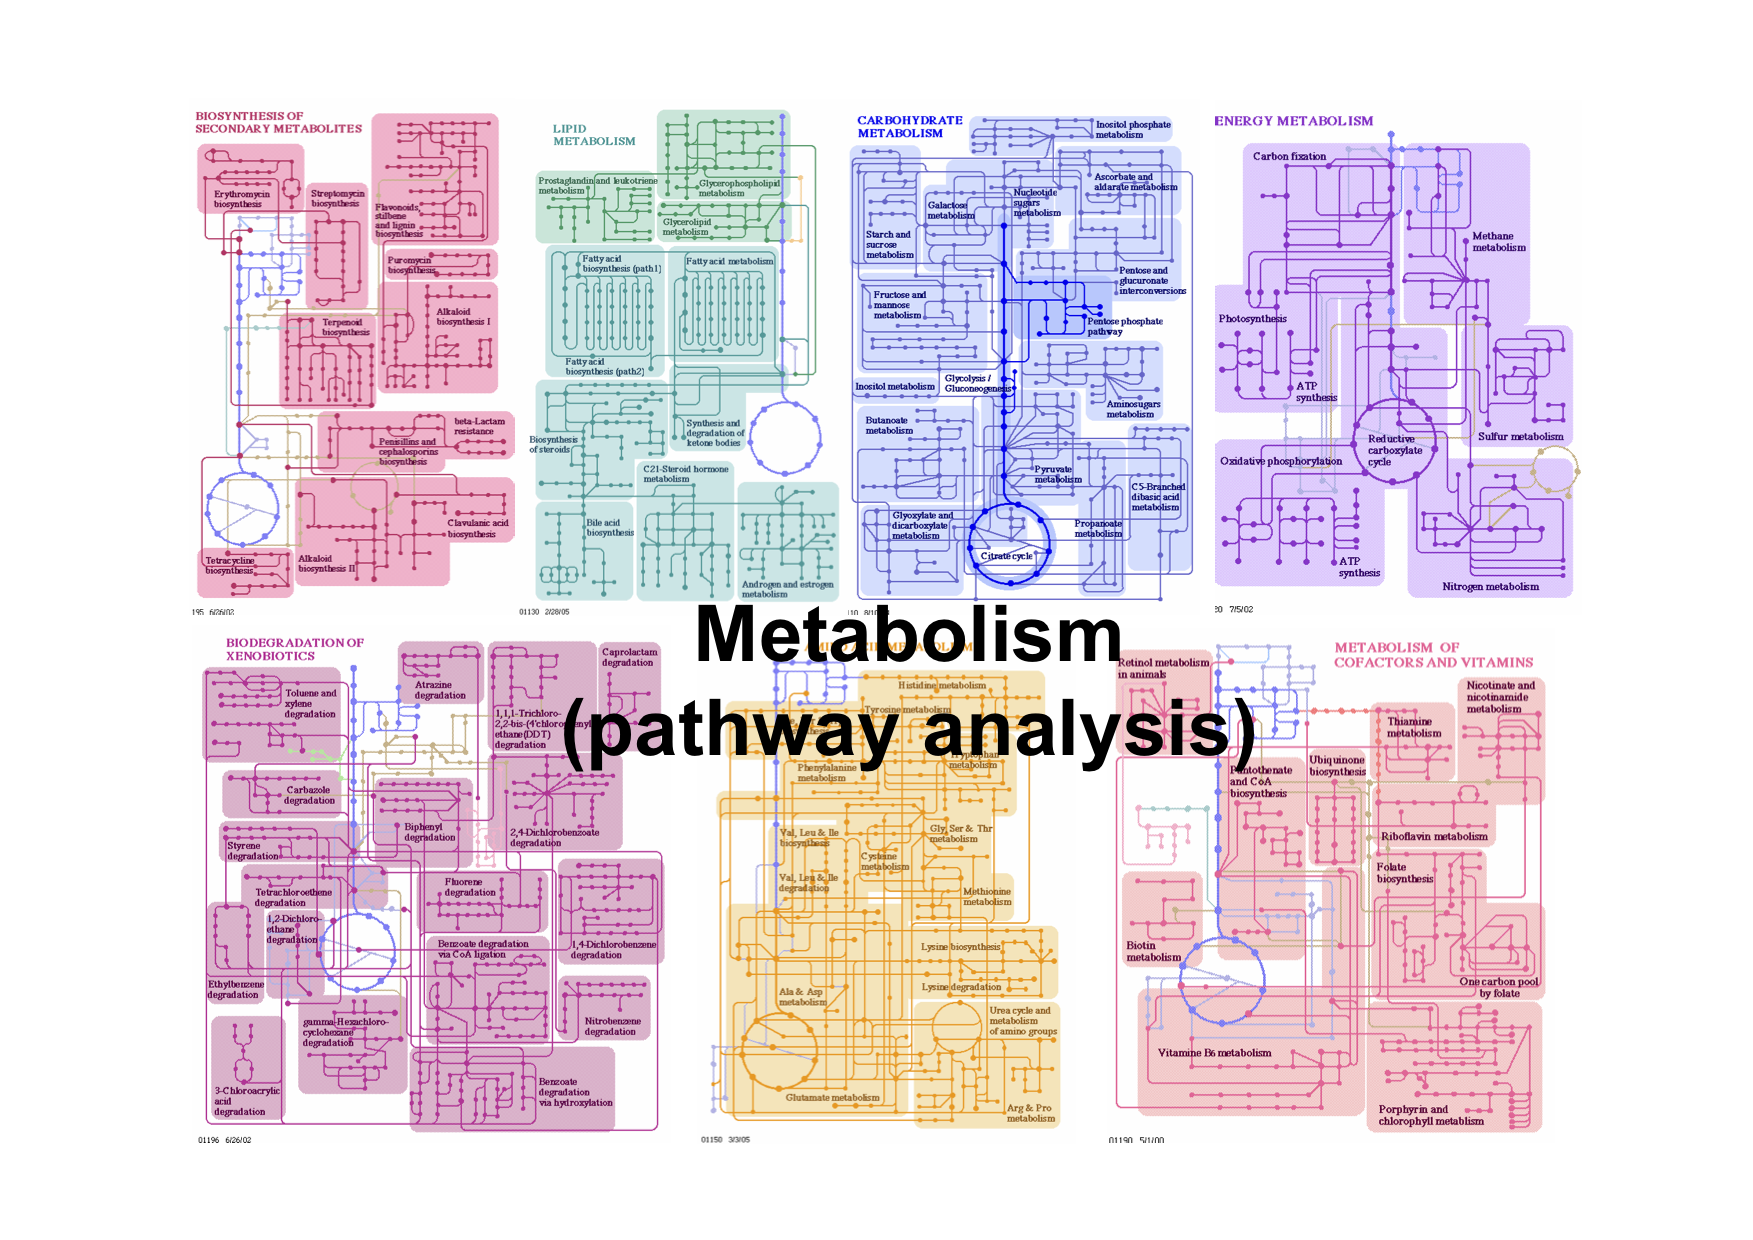 BIOSYNTHESIS OF
SECONDARY METABOLITES
Erythromycin
biosynthesis
Streptomycin
biosynthesis
Flavonoids,
stilbene
and lignin
biosynthesis
Puromycin
biosynthesis
Alkaloid
biosynthesis I
Terpenoid
biosynthesis
beta-Lactam
resistance
Penisillins and
cephalosporins
biosynthesis
Clavulanic acid
biosynthesis
Tetracycline
biosynthesis
Alkaloid
biosynthesis II
195 6/26/02
LIPID
METABOLISM
Prostaglandin and leukotriene
metabolism
Glycerophospholipid
metabolism
Glycerolipid
metabolism
Fatty acid
biosynthesis (path1)
Fatty acid metabolism
Fatty acid
biosynthesis (path2)
Biosynthesis
of steroids
Synthesis and
degradation of
ketone bodies
C21-Steroid hormone
metabolism
Bile acid
biosynthesis
Androgen and estrogen
metabolism
01130 2/28/05
CARBOHYDRATE
METABOLISM
Inositol phosphate
metabolism
Ascorbate and
aldarate metabolism
Nucleotide
sugars
metabolism
Galactose
metabolism
Starch and
sucrose
metabolism
Pentose and
glucuronate
interconversions
Fructose and
mannose
metabolism
Pentose phosphate
pathway
Inositol metabolism
Glycolysis /
Gluconeogenesis
Aminosugars
metabolism
Butanoate
metabolism
Pyruvate
metabolism
C5-Branched
dibasic acid
metabolism
Glyoxylate and
dicarboxylate
metabolism
Propanoate
metabolism
Citrate cycle
ENERGY METABOLISM
Carbon fixation
Methane
metabolism
Photosynthesis
ATP
synthesis
Reductive
carboxylate
cycle
Sulfur metabolism
Oxidative phosphorylation
ATP
synthesis
Nitrogen metabolism
20 7/5/02
Metabolism
(pathway analysis)
BIODEGRADATION OF
XENOBIOTICS
Atrazine
degradation
Caprolactam
degradation
Toluene and
xylene
degradation
1,1,1-Trichloro-
2,2-bis-(4'chlorophenyl)
ethane(DDT)
degradation
Carbazole
degradation
Biphenyl
degradation
2,4-Dichlorobenzoate
degradation
Styrene
degradation
Tetrachloroethene
degradation
Fluorene
degradation
1,2-Dichloro-
ethane
degradation
Benzoate degradation
via CoA ligation
1,4-Dichlorobenzene
degradation
Ethylbenzene
degradation
gamma-Hexachloro-
cyclohexane
degradation
Nitrobenzene
degradation
3-Chloroacrylic
acid
degradation
Benzoate
degradation
via hydroxylation
01196 6/26/02
AMINO ACID METABOLISM
Histidine metabolism
Tyrosine metabolism
Phenylalanine
metabolism
Tryptophan
metabolism
Val, Leu & Ile
biosynthesis
Gly, Ser & Thr
metabolism
Cysteine
metabolism
Val, Leu & Ile
degradation
Methionine
metabolism
Lysine biosynthesis
Lysine degradation
Ala & Asp
metabolism
Urea cycle and
metabolism
of amino groups
Glutamate metabolism
Arg & Pro
metabolism
01150 3/3/05
METABOLISM OF
COFACTORS AND VITAMINS
Retinol metabolism
in animals
Nicotinate and
nicotinamide
metabolism
Thiamine
metabolism
Ubiquinone
biosynthesis
Pantothenate
and CoA
biosynthesis
Riboflavin metabolism
Folate
biosynthesis
Biotin
metabolism
One carbon pool
by folate
Vitamine B6 metabolism
Porphyrin and
chlorophyll metablism
01190 5/1/00